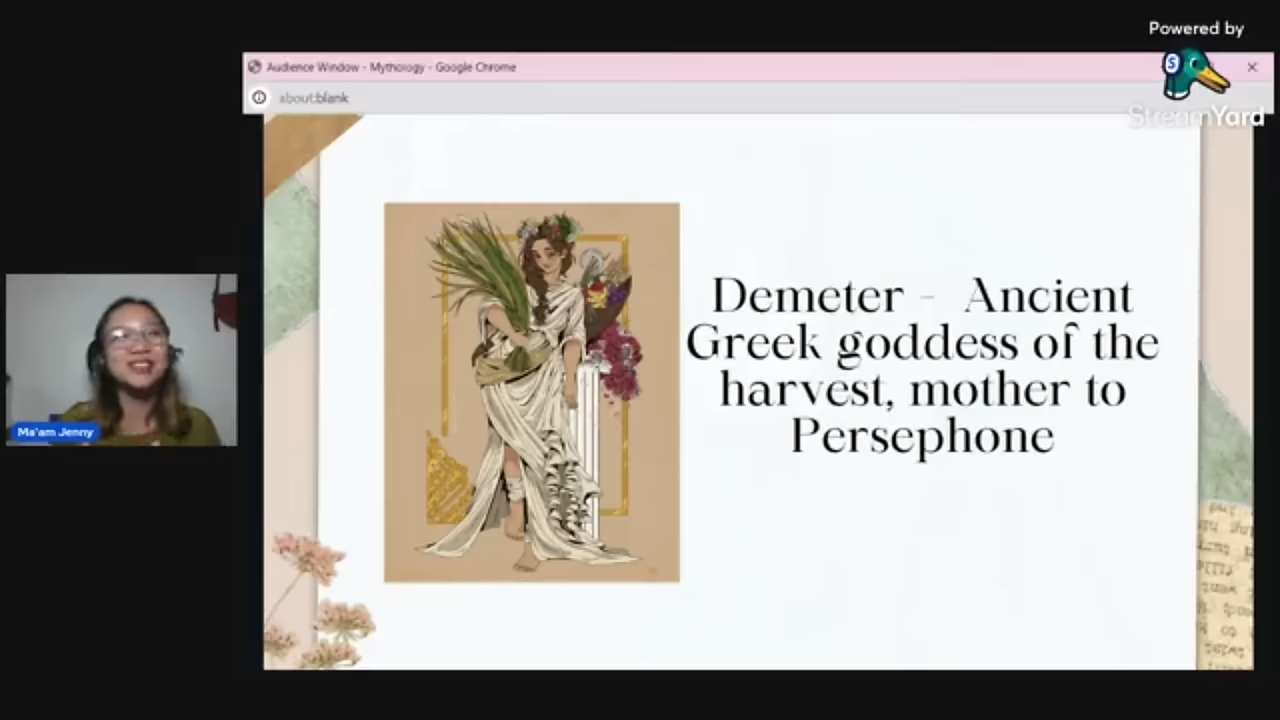 Powered by
StreamYard
Audience Window - Mythology - Google Chrome
about:blank
Demeter - Ancient
Greek goddess of the
harvest, mother to
Persephone
Ma'am Jenny